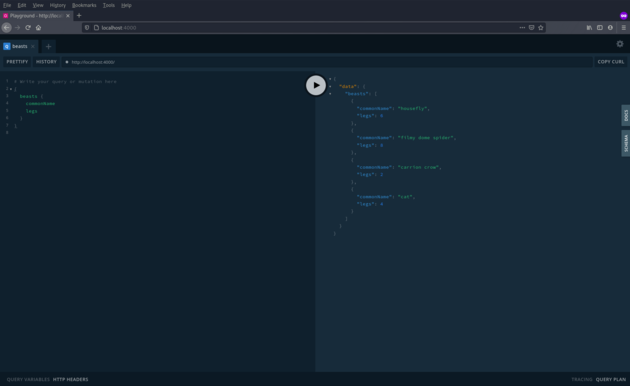 File Edit View History Bookmarks Tools Help
Playground - http://local
localhost:4000
beasts
PRETTIFY HISTORY http://localhost:4000/ COPY CURL
1 # Write your query or mutation here
2 {
3 beasts {
4 commonName
5 legs
6 }
7 }
8
{
"data": {
"beasts": [
{
"commonName": "housefly",
"legs": 6
},
{
"commonName": "filmy dome spider",
"legs": 8
},
{
"commonName": "carrion crow",
"legs": 2
},
{
"commonName": "cat",
"legs": 4
}
]
}
}
DOCS
SCHEMA
QUERY VARIABLES HTTP HEADERS
TRACING QUERY PLAN